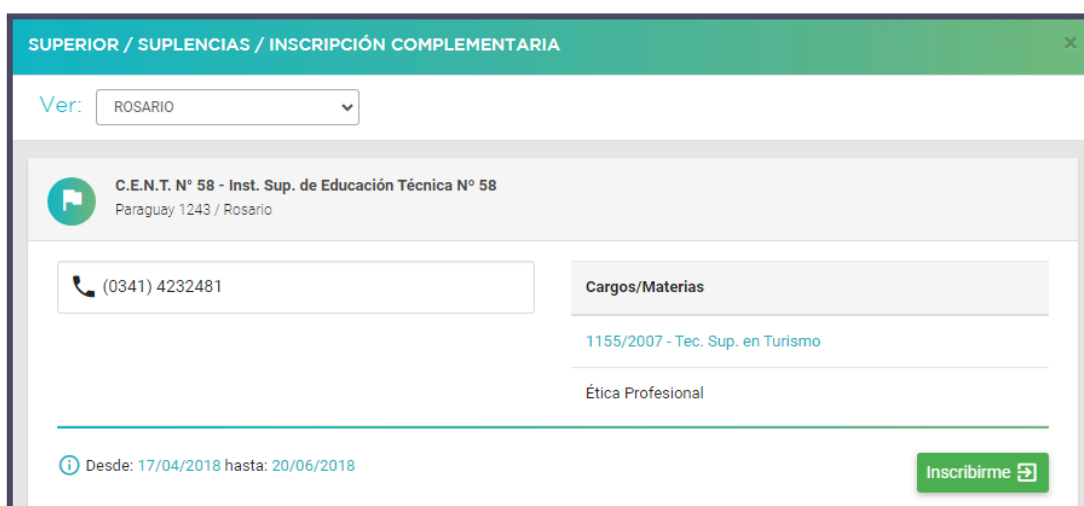 SUPERIOR / SUPLENCIAS / INSCRIPCIÓN COMPLEMENTARIA ×
Ver: ROSARIO
C.E.N.T. N° 58 - Inst. Sup. de Educación Técnica Nº 58
Paraguay 1243 / Rosario
(0341) 4232481
Cargos/Materias
1155/2007 - Tec. Sup. en Turismo
Ética Profesional
Desde: 17/04/2018 hasta: 20/06/2018
Inscribirme